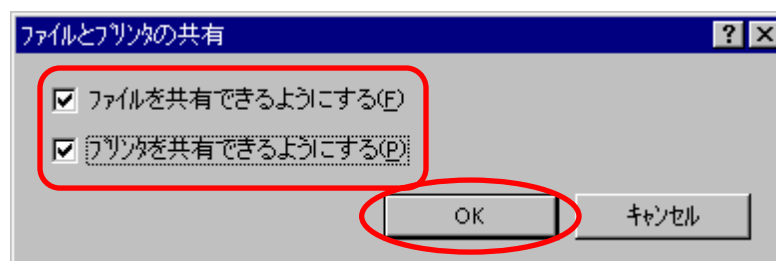 ファイルとプリンタの共有
ファイルを共有できるようにする(F)
プリンタを共有できるようにする(P)
OK キャンセル